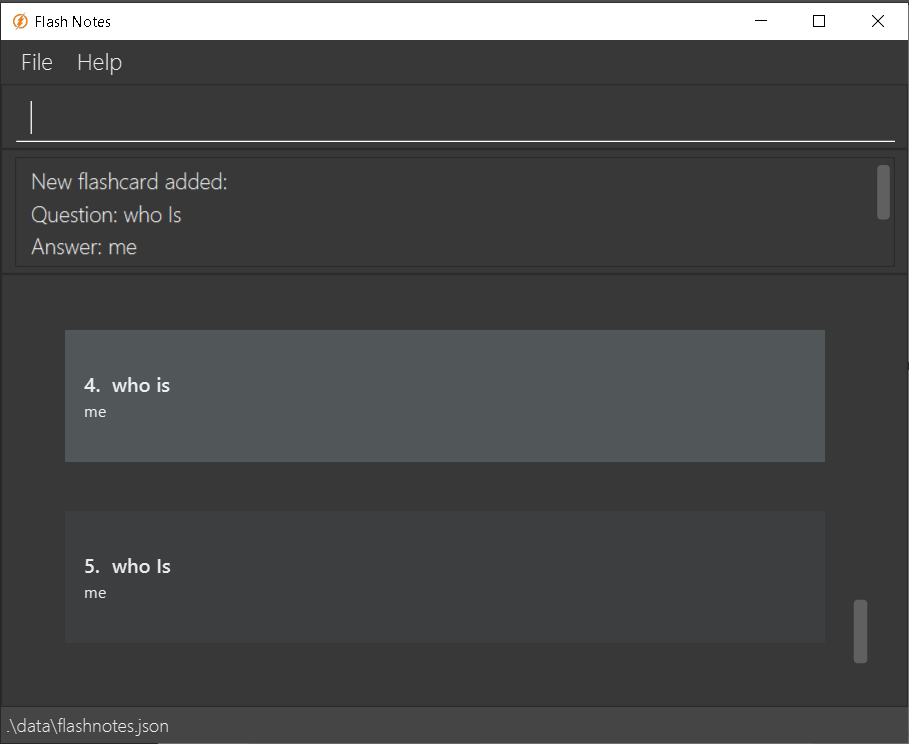 Flash Notes
File Help
New flashcard added:
Question: who Is
Answer: me
4. who is
me
5. who Is
me
.\data\flashnotes.json